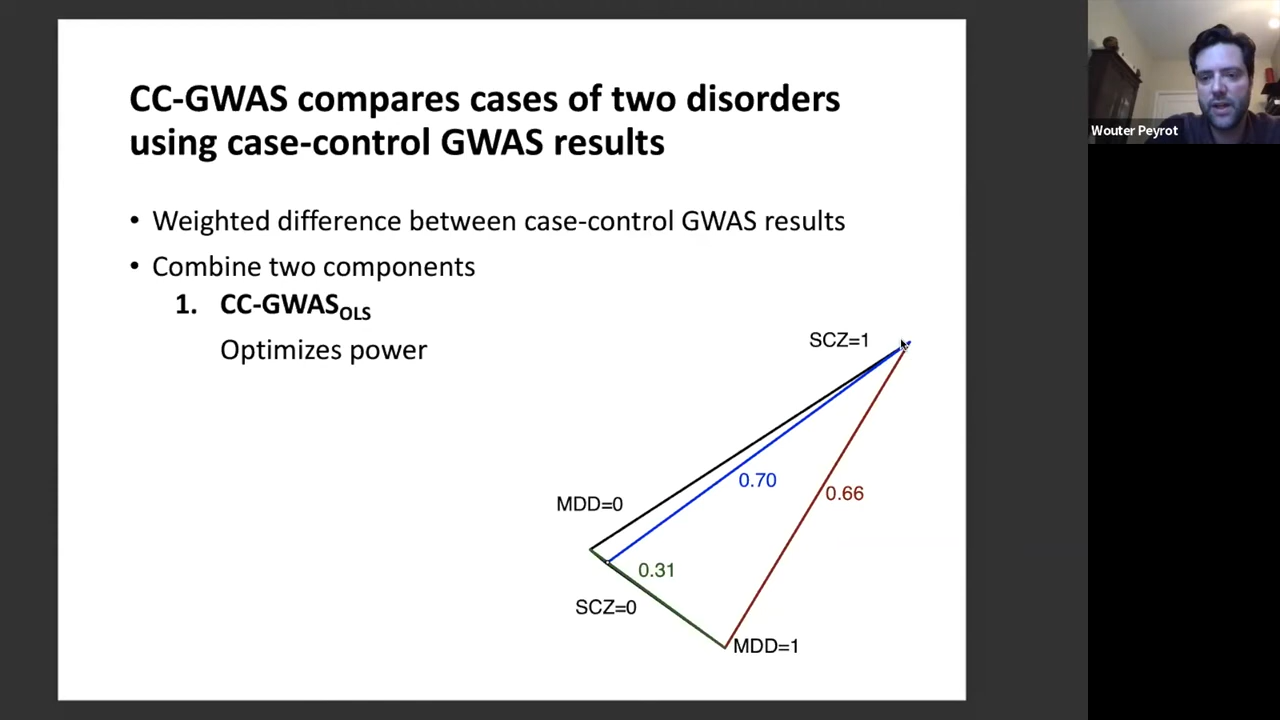 CC-GWAS compares cases of two disorders
using case-control GWAS results
• Weighted difference between case-control GWAS results
• Combine two components
1. CC-GWASOLS
Optimizes power
SCZ=1
0.70
0.66
MDD=0
0.31
SCZ=0
MDD=1
Wouter Peyrot